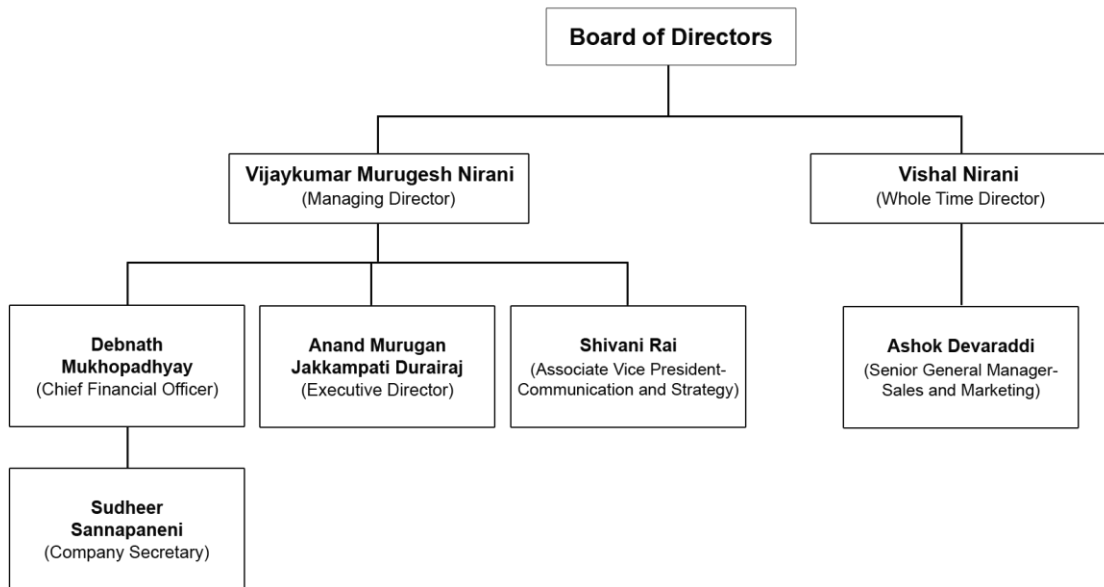 Board of Directors
Vijaykumar Murugesh Nirani
(Managing Director)
Vishal Nirani
(Whole Time Director)
Debnath
Mukhopadhyay
(Chief Financial Officer)
Anand Murugan
Jakkampati Durairaj
(Executive Director)
Shivani Rai
(Associate Vice President-
Communication and Strategy)
Ashok Devaraddi
(Senior General Manager-
Sales and Marketing)
Sudheer
Sannapaneni
(Company Secretary)